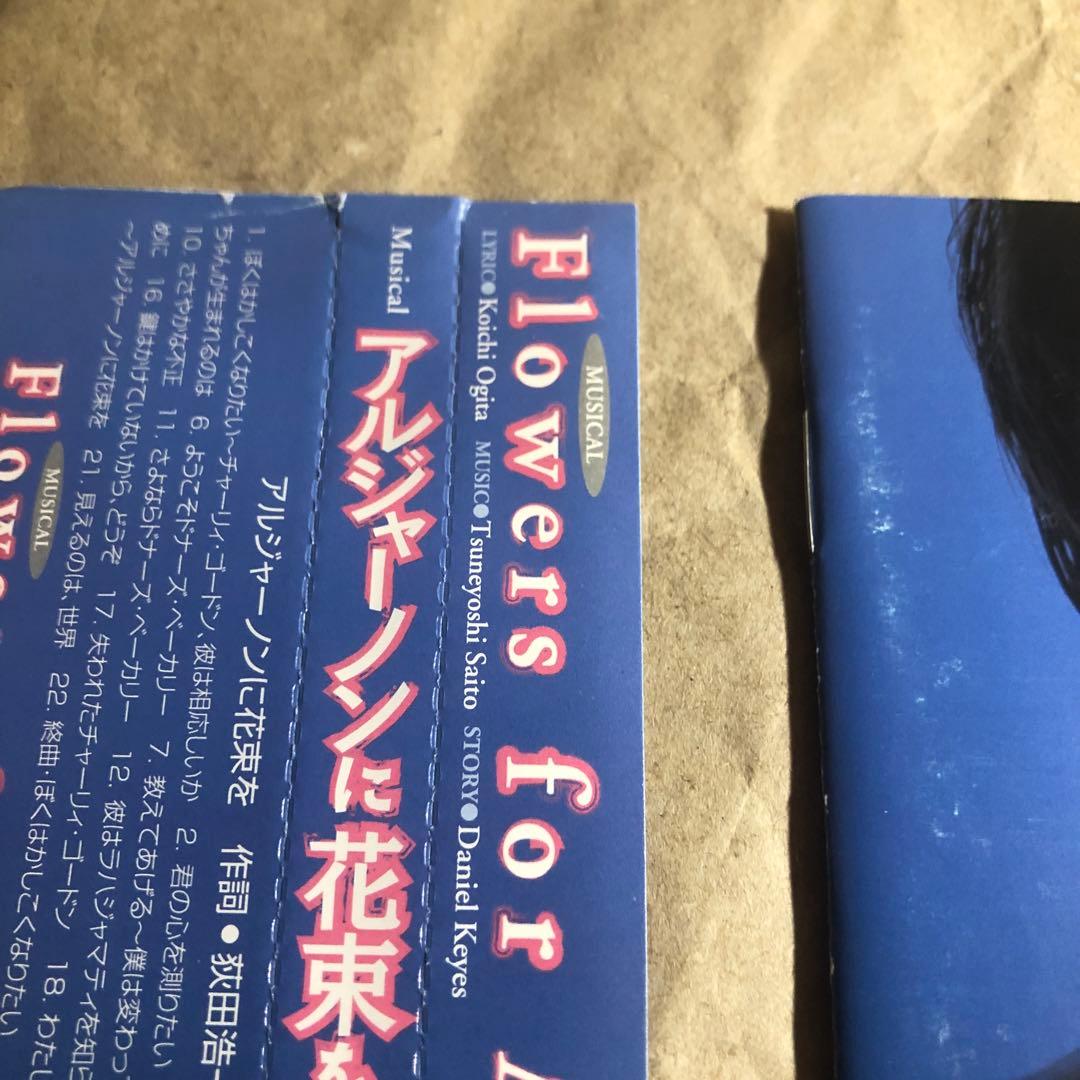 MUSICAL
Flowers for
LYRIC●Koichi Ogita MUSIC●Tsuneyoshi Saito STORY●Daniel Keyes
Musical アルジャーノンに花束を
アルジャーノンに花束を 作詞●荻田浩一
1. ぼくはかしこくなりたい〜チャーリィ・ゴードン、彼は相応しいか 2. 君の心を測りたい
ちゃんが生まれるのは 6. ようこそドナーズ・ベーカリー 7. 教えてあげる〜僕は変わっ
10. ささやかな不正 11. さよならドナーズ・ベーカリー 12. 彼はラハジャマティを知
めに 16. 鍵はかけていないから、どうぞ 17. 失われたチャーリィ・ゴードン 18. わた
〜アルジャーノンに花束を 21. 見えるのは、世界 22. 終曲・ぼくはかしこくなりたい
MUSICAL
Flow